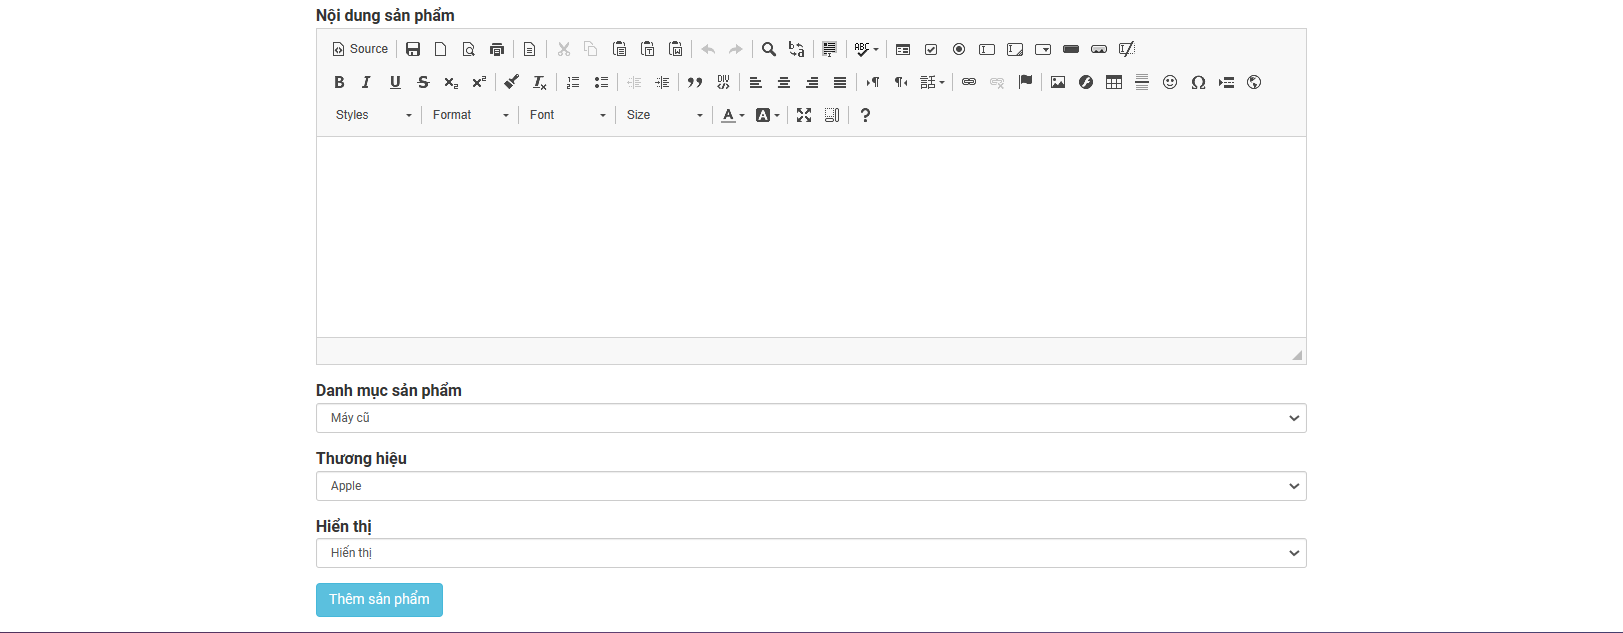 Nội dung sản phẩm
Source
Styles Format Font Size
Danh mục sản phẩm
Máy cũ
Thương hiệu
Apple
Hiển thị
Hiển thị
Thêm sản phẩm